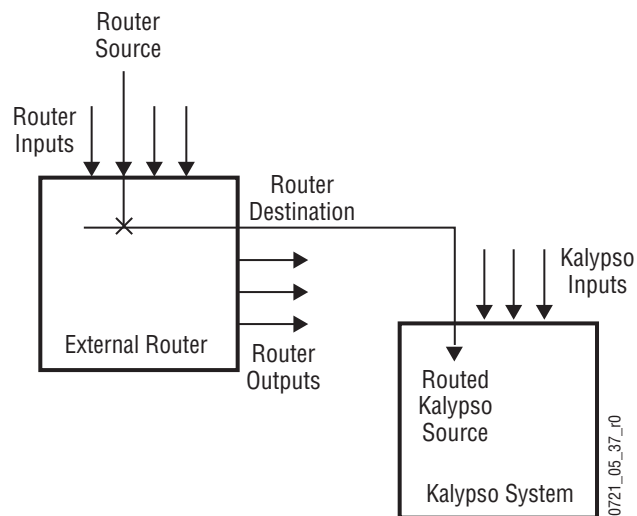 Router
Source
Router
Inputs
Router
Destination
Kalypso
Inputs
External Router
Router
Outputs
Routed
Kalypso
Source
Kalypso System
0721_05_37_r0